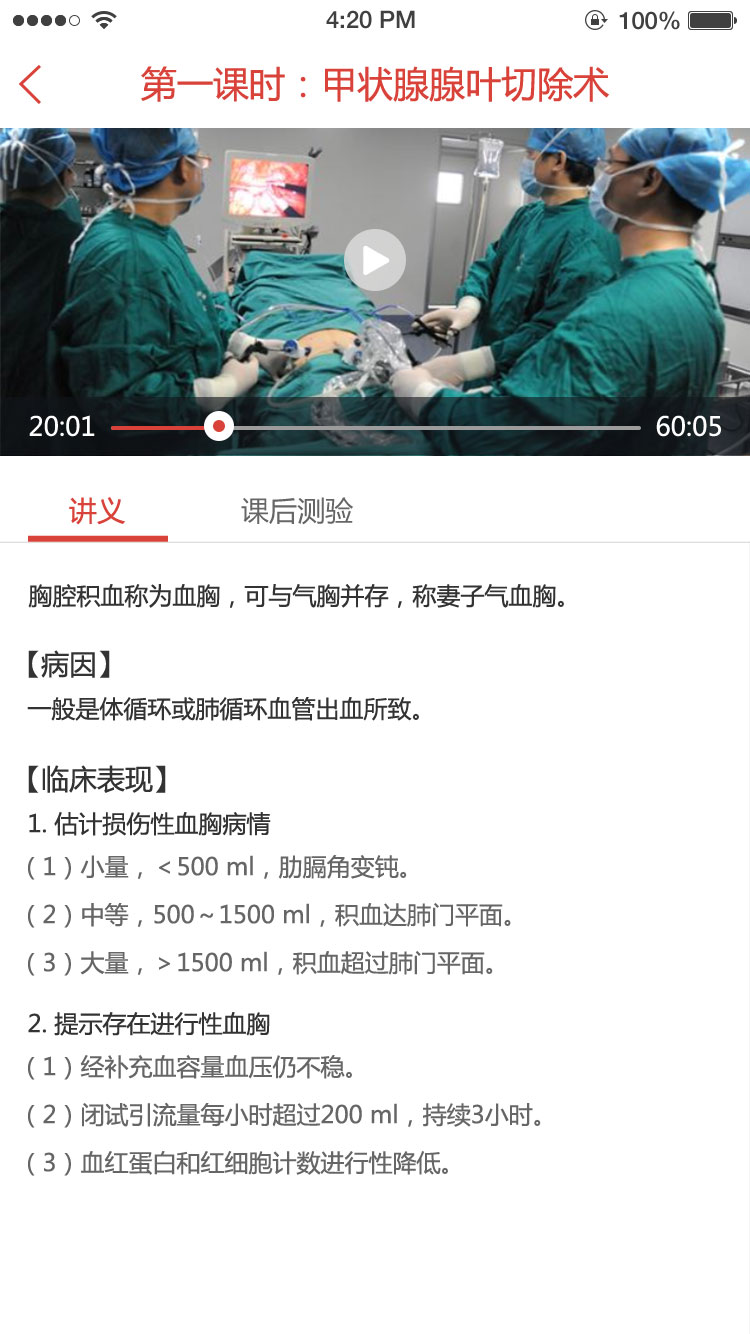 4:20 PM
100%
第一课时：甲状腺腺叶切除术
20:01
60:05
讲义
课后测验
胸腔积血称为血胸，可与气胸并存，称妻子气血胸。
【病因】
一般是体循环或肺循环血管出血所致。
【临床表现】
1. 估计损伤性血胸病情
（1）小量，＜500 ml，肋膈角变钝。
（2）中等，500～1500 ml，积血达肺门平面。
（3）大量，＞1500 ml，积血超过肺门平面。
2. 提示存在进行性血胸
（1）经补充血容量血压仍不稳。
（2）闭试引流量每小时超过200 ml，持续3小时。
（3）血红蛋白和红细胞计数进行性降低。